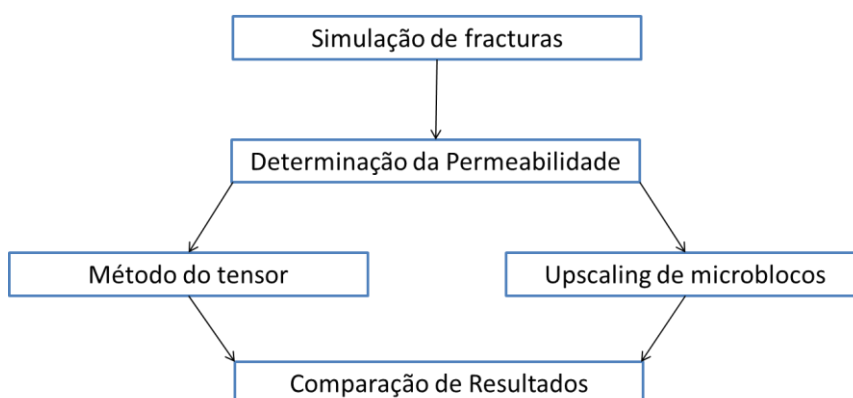 Simulação de fracturas
Determinação da Permeabilidade
Método do tensor
Upscaling de microblocos
Comparação de Resultados